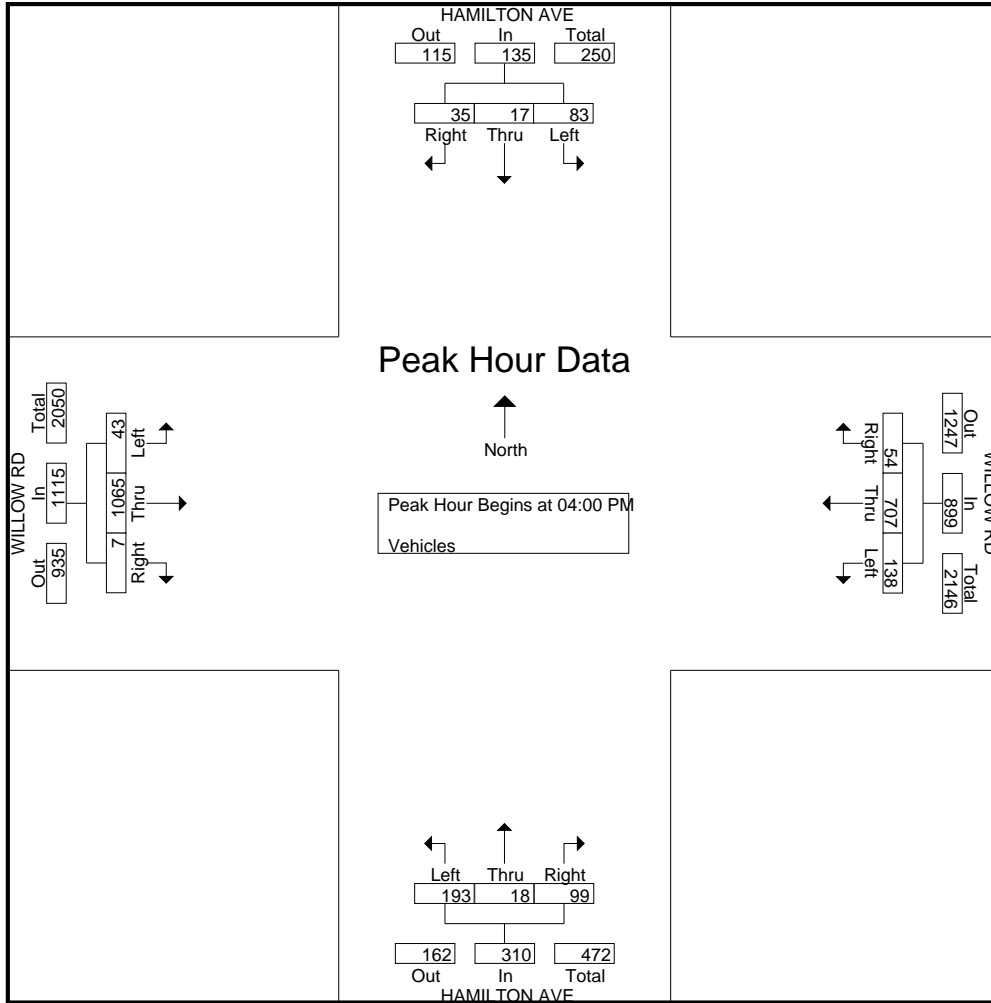 HAMILTON AVE
Out In Total
115 135 250
35 17 83
Right Thru Left
Peak Hour Data
North
Peak Hour Begins at 04:00 PM
Vehicles
WILLOW RD
Total In Out
2050 1115 935
43 1065 7
Left Thru Right
WILLOW RD
Out In Total
1247 899 2146
54 707 138
Right Thru Left
Left Thru Right
193 18 99
162 310 472
Out In Total
HAMILTON AVE